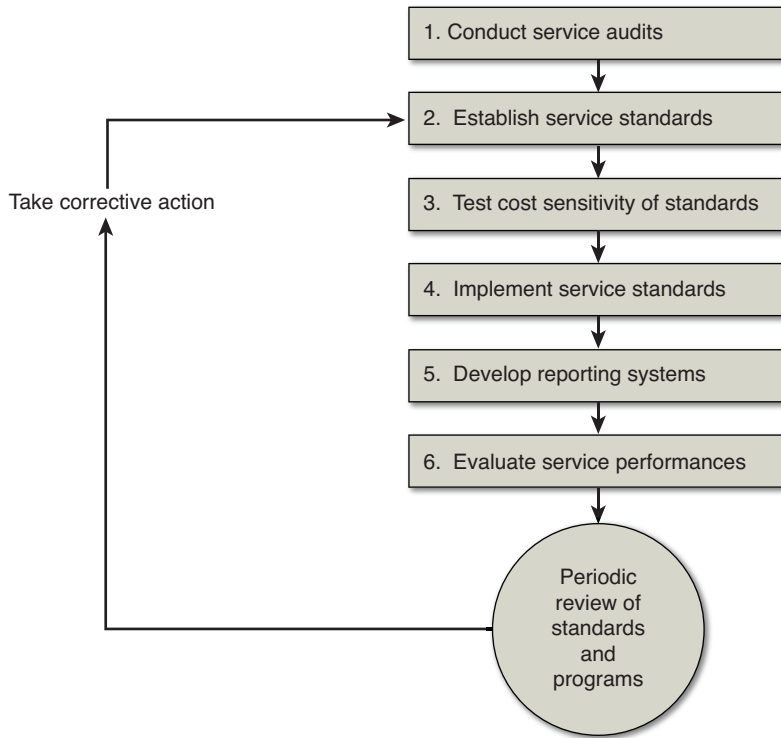 1. Conduct service audits
2. Establish service standards
Take corrective action
3. Test cost sensitivity of standards
4. Implement service standards
5. Develop reporting systems
6. Evaluate service performances
Periodic
review of
standards
and
programs